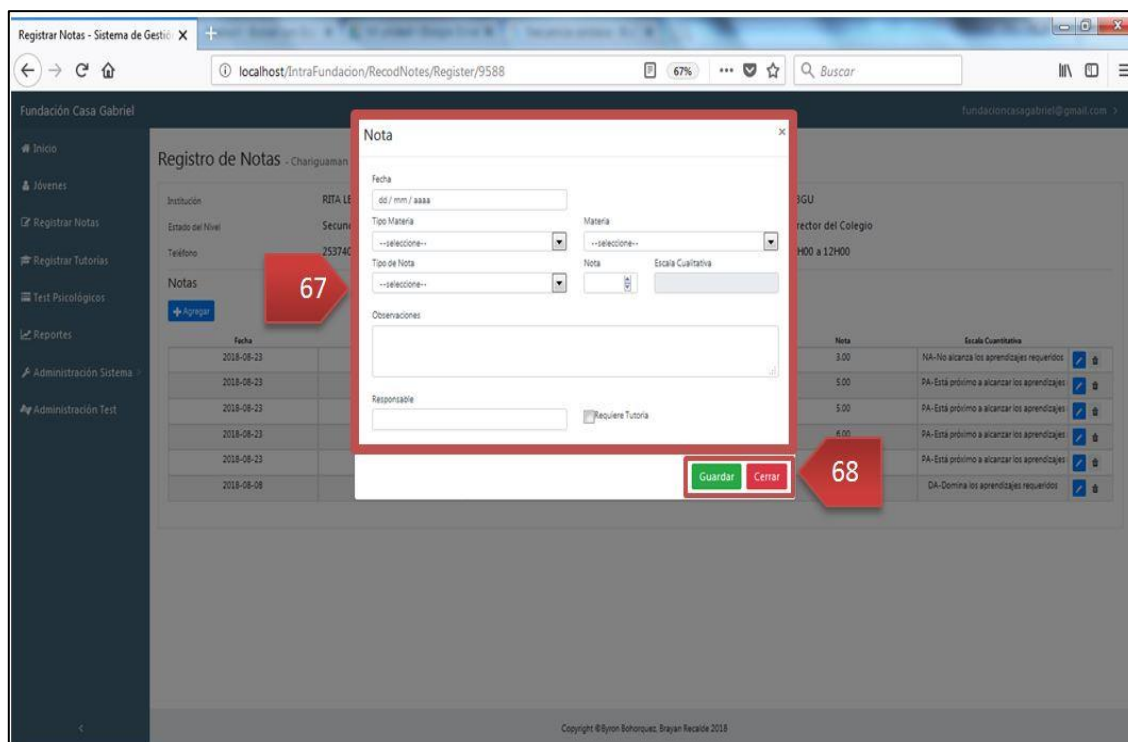 Registrar Notas - Sistema de Gestió X
localhost/IntraFundacion/RecodNotes/Register/9588
67%
Buscar
Fundación Casa Gabriel
fundacioncasagabriel@gmail.com >
Inicio
Jóvenes
Registrar Notas
Registrar Tutorias
Test Psicológicos
Reportes
Administración Sistema
Administración Test
Registro de Notas - Chariguaman
Institución RITA LE
BGU
Estado del Nivel Secun
rector del Colegio
Teléfono 253740
H00 a 12H00
Notas
Agregar
Fecha Nota Escala Cuantitativa
2018-08-23 3.00 NA-No alcanza los aprendizajes requeridos
2018-08-23 5.00 PA-Está próximo a alcanzar los aprendizajes
2018-08-23 5.00 PA-Está próximo a alcanzar los aprendizajes
2018-08-23 6.00 PA-Está próximo a alcanzar los aprendizajes
2018-08-23 PA-Está próximo a alcanzar los aprendizajes
2018-08-08 DA-Domina los aprendizajes requeridos
Nota ×
Fecha
dd / mm / aaaa
Tipo Materia Materia
--seleccione-- --seleccione--
Tipo de Nota Nota Escala Cualitativa
--seleccione--
Observaciones
Responsable
Requiere Tutoria
Guardar Cerrar
67
68
Copyright ©Byron Bohorquez, Brayan Recalde 2018